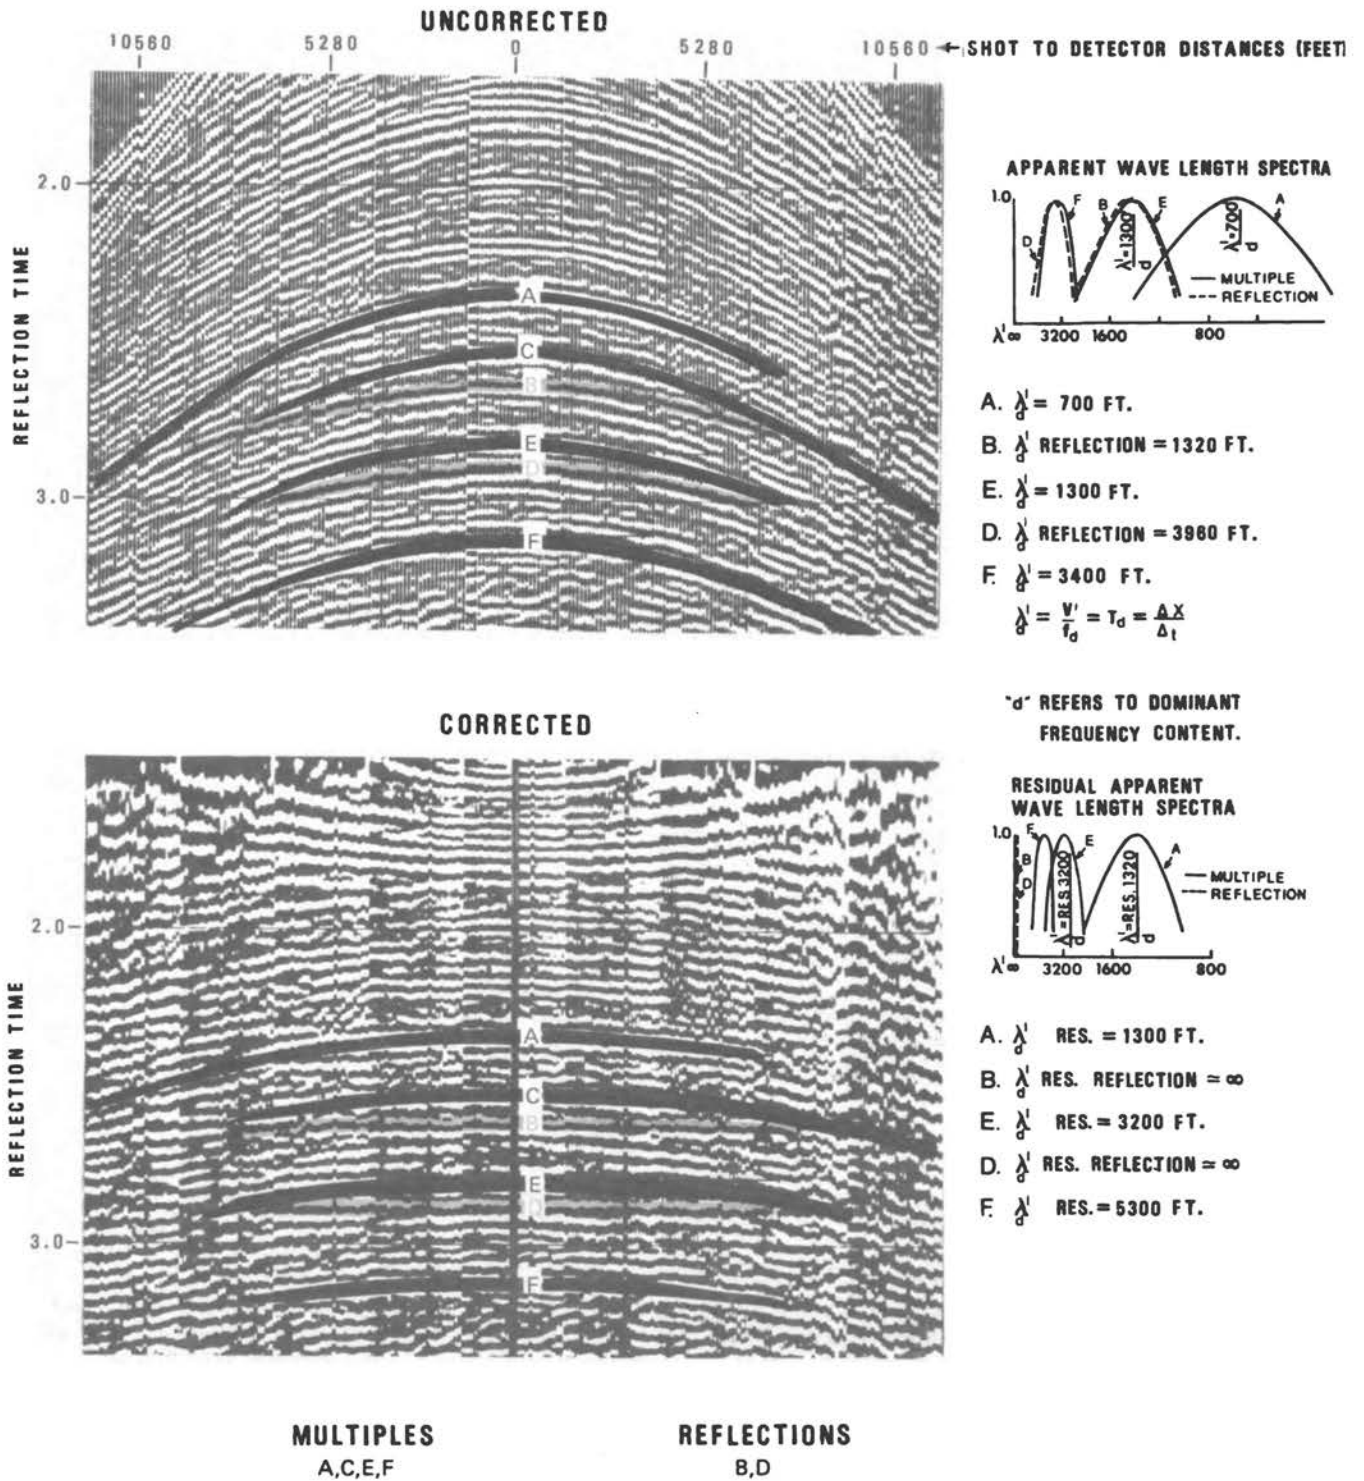 UNCORRECTED
10560 5280 0 5280 10560 ← SHOT TO DETECTOR DISTANCES (FEET)
REFLECTION TIME
2.0
3.0
A
C
B
E
D
F
APPARENT WAVE LENGTH SPECTRA
1.0
D F B E A
λ'd=1300
λ'd=700
— MULTIPLE
--- REFLECTION
λ' ∞ 3200 1600 800
A. λ'd = 700 FT.
B. λ'd REFLECTION = 1320 FT.
E. λ'd = 1300 FT.
D. λ'd REFLECTION = 3960 FT.
F. λ'd = 3400 FT.
λ'd = V'/fd = Td = ΔX/Δt
"d" REFERS TO DOMINANT
FREQUENCY CONTENT.
CORRECTED
REFLECTION TIME
2.0
3.0
A
C
B
E
D
F
RESIDUAL APPARENT
WAVE LENGTH SPECTRA
1.0
F B D E A
λ'd=RES.3200
λ'd=RES.1320
— MULTIPLE
--- REFLECTION
λ' ∞ 3200 1600 800
A. λ'd RES. = 1300 FT.
B. λ'd RES. REFLECTION ≃ ∞
E. λ'd RES. = 3200 FT.
D. λ'd RES. REFLECTION ≃ ∞
F. λ'd RES. = 5300 FT.
MULTIPLES
A,C,E,F
REFLECTIONS
B,D